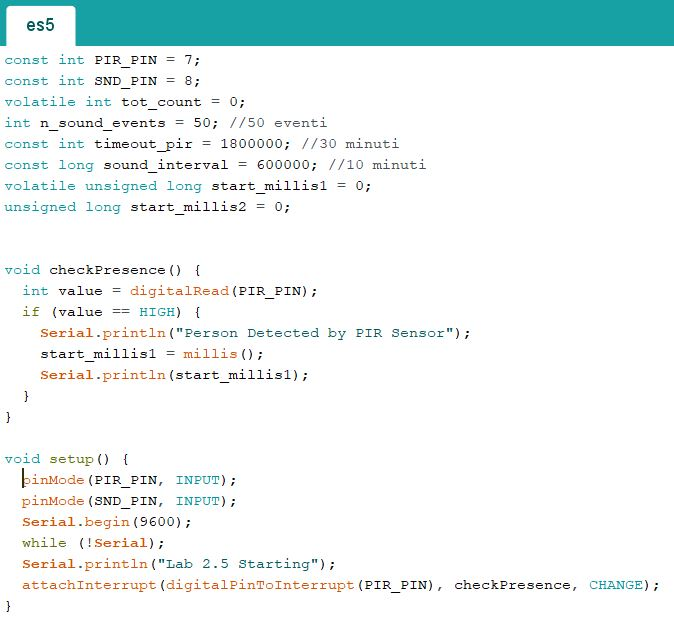 es5
const int PIR_PIN = 7;
const int SND_PIN = 8;
volatile int tot_count = 0;
int n_sound_events = 50; //50 eventi
const int timeout_pir = 1800000; //30 minuti
const long sound_interval = 600000; //10 minuti
volatile unsigned long start_millis1 = 0;
unsigned long start_millis2 = 0;
void checkPresence() {
int value = digitalRead(PIR_PIN);
if (value == HIGH) {
Serial.println("Person Detected by PIR Sensor");
start_millis1 = millis();
Serial.println(start_millis1);
}
}
void setup() {
pinMode(PIR_PIN, INPUT);
pinMode(SND_PIN, INPUT);
Serial.begin(9600);
while (!Serial);
Serial.println("Lab 2.5 Starting");
attachInterrupt(digitalPinToInterrupt(PIR_PIN), checkPresence, CHANGE);
}